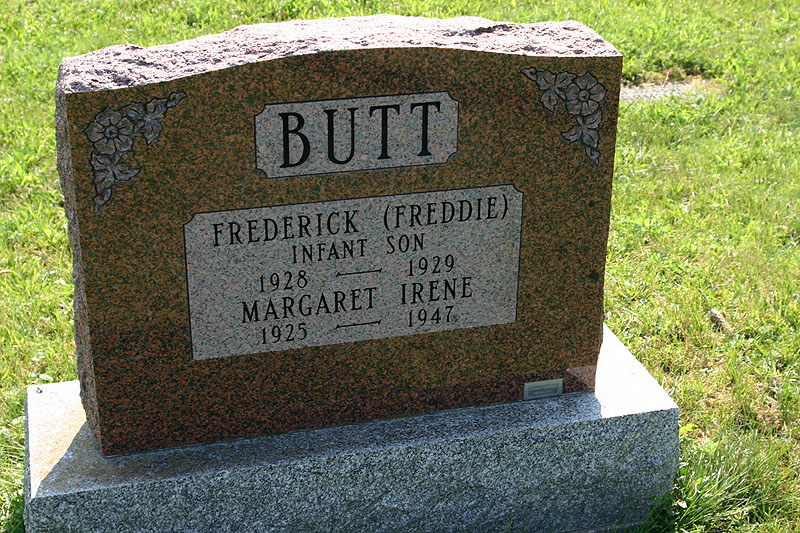 BUTT
FREDERICK (FREDDIE)
INFANT SON
1928 — 1929
MARGARET IRENE
1925 — 1947